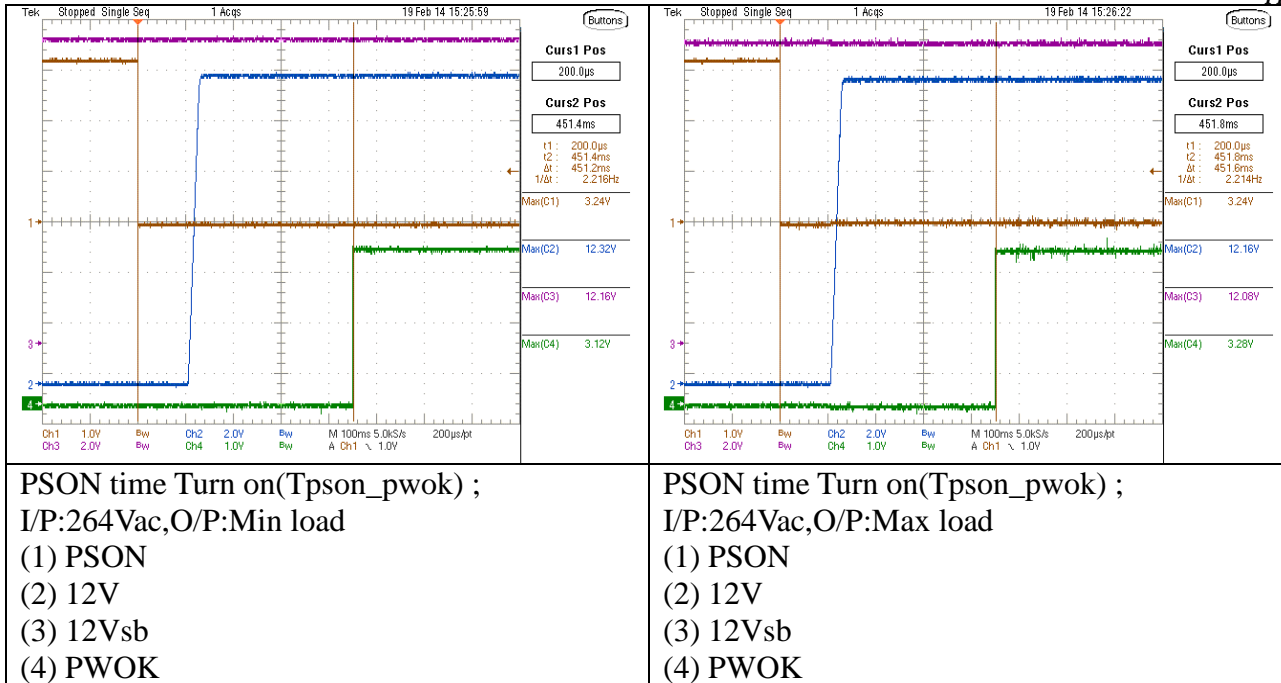 Tek Stopped Single Seq 1 Acqs 19 Feb 14 15:25:59
Buttons
Curs1 Pos
200.0µs
Curs2 Pos
451.4ms
t1 : 200.0µs
t2 : 451.4ms
Δt : 451.2ms
1/Δt : 2.216Hz
Max(C1) 3.24V
Max(C2) 12.32V
Max(C3) 12.16V
Max(C4) 3.12V
1
3
2
4
Ch1 1.0V Bw Ch2 2.0V Bw M 100ms 5.0kS/s 200µs/pt
Ch3 2.0V Bw Ch4 1.0V Bw A Ch1 1.0V
Tek Stopped Single Seq 1 Acqs 19 Feb 14 15:26:22
Buttons
Curs1 Pos
200.0µs
Curs2 Pos
451.8ms
t1 : 200.0µs
t2 : 451.8ms
Δt : 451.6ms
1/Δt : 2.214Hz
Max(C1) 3.24V
Max(C2) 12.16V
Max(C3) 12.08V
Max(C4) 3.28V
1
3
2
4
Ch1 1.0V Bw Ch2 2.0V Bw M 100ms 5.0kS/s 200µs/pt
Ch3 2.0V Bw Ch4 1.0V Bw A Ch1 1.0V
PSON time Turn on(Tpson_pwok) ;
I/P:264Vac,O/P:Min load
(1) PSON
(2) 12V
(3) 12Vsb
(4) PWOK
PSON time Turn on(Tpson_pwok) ;
I/P:264Vac,O/P:Max load
(1) PSON
(2) 12V
(3) 12Vsb
(4) PWOK